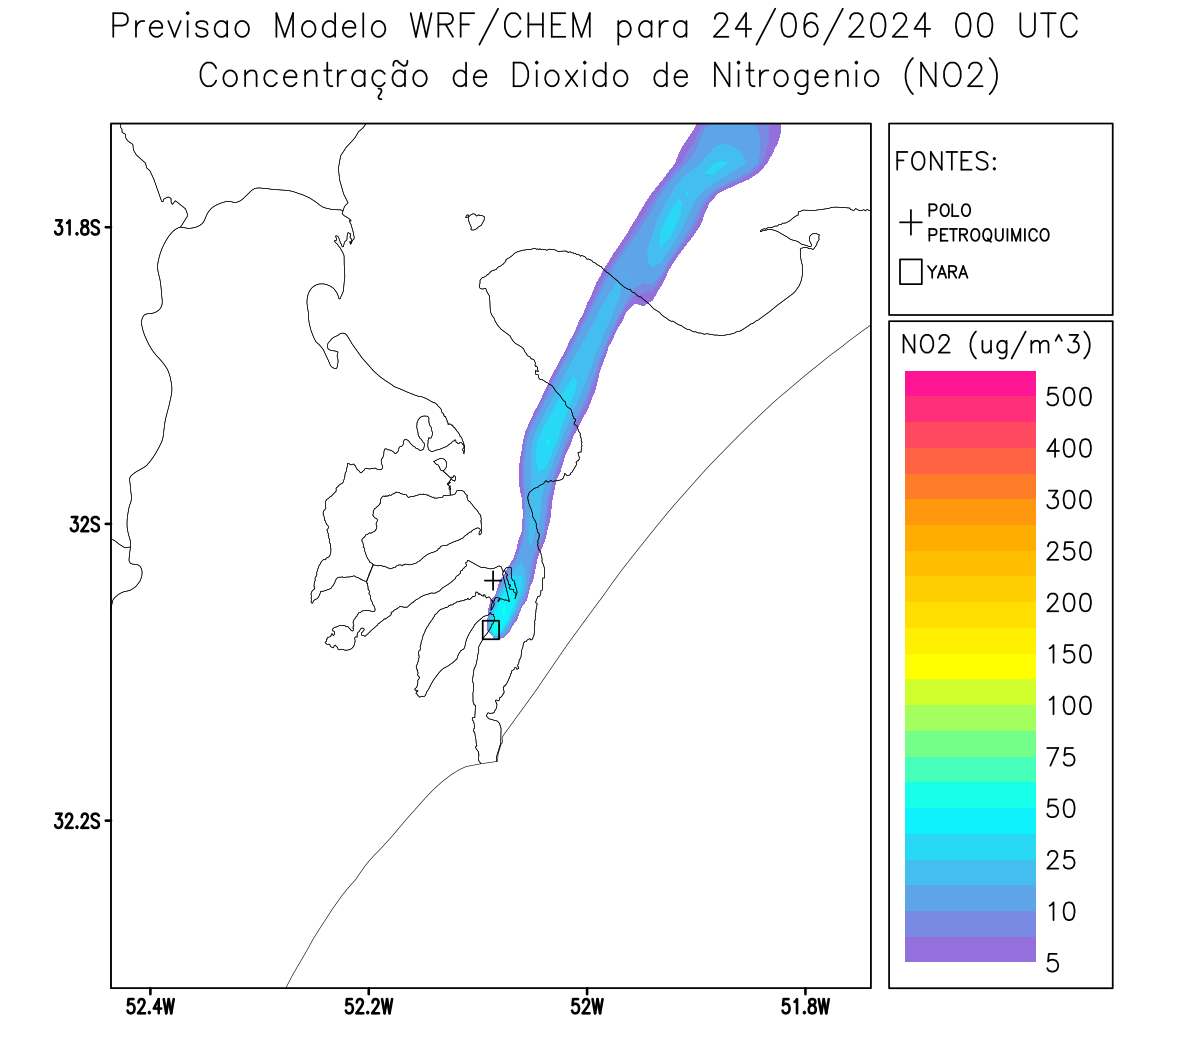 Previsao Modelo WRF/CHEM para 24/06/2024 00 UTC
Concentração de Dioxido de Nitrogenio (NO2)
31.8S
32S
32.2S
52.4W
52.2W
52W
51.8W
FONTES:
POLO
PETROQUIMICO
YARA
NO2 (ug/m^3)
500
400
300
250
200
150
100
75
50
25
10
5